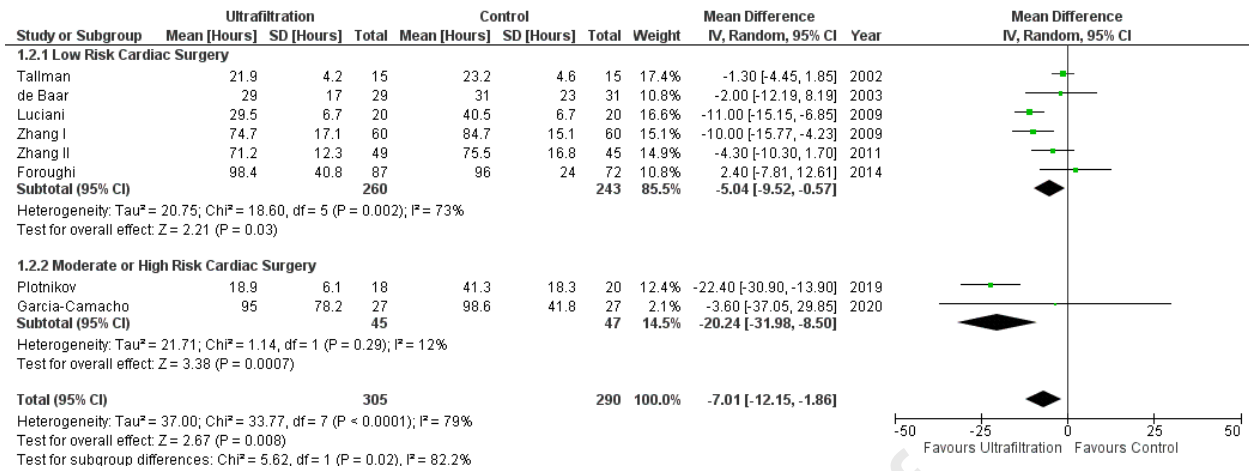 Ultrafiltration Control Mean Difference Mean Difference
Study or Subgroup Mean [Hours] SD [Hours] Total Mean [Hours] SD [Hours] Total Weight IV, Random, 95% CI Year IV, Random, 95% CI
1.2.1 Low Risk Cardiac Surgery
Tallman 21.9 4.2 15 23.2 4.6 15 17.4% -1.30 [-4.45, 1.85] 2002
de Baar 29 17 29 31 23 31 10.8% -2.00 [-12.19, 8.19] 2003
Luciani 29.5 6.7 20 40.5 6.7 20 16.6% -11.00 [-15.15, -6.85] 2009
Zhang I 74.7 17.1 60 84.7 15.1 60 15.1% -10.00 [-15.77, -4.23] 2009
Zhang II 71.2 12.3 49 75.5 16.8 45 14.9% -4.30 [-10.30, 1.70] 2011
Foroughi 98.4 40.8 87 96 24 72 10.8% 2.40 [-7.81, 12.61] 2014
Subtotal (95% CI) 260 243 85.5% -5.04 [-9.52, -0.57]
Heterogeneity: Tau² = 20.75; Chi² = 18.60, df = 5 (P = 0.002); I² = 73%
Test for overall effect: Z = 2.21 (P = 0.03)
1.2.2 Moderate or High Risk Cardiac Surgery
Plotnikov 18.9 6.1 18 41.3 18.3 20 12.4% -22.40 [-30.90, -13.90] 2019
Garcia-Camacho 95 78.2 27 98.6 41.8 27 2.1% -3.60 [-37.05, 29.85] 2020
Subtotal (95% CI) 45 47 14.5% -20.24 [-31.98, -8.50]
Heterogeneity: Tau² = 21.71; Chi² = 1.14, df = 1 (P = 0.29); I² = 12%
Test for overall effect: Z = 3.38 (P = 0.0007)
Total (95% CI) 305 290 100.0% -7.01 [-12.15, -1.86]
Heterogeneity: Tau² = 37.00; Chi² = 33.77, df = 7 (P < 0.0001); I² = 79%
Test for overall effect: Z = 2.67 (P = 0.008)
Test for subgroup differences: Chi² = 5.62, df = 1 (P = 0.02), I² = 82.2%
-50 -25 0 25 50
Favours Ultrafiltration Favours Control